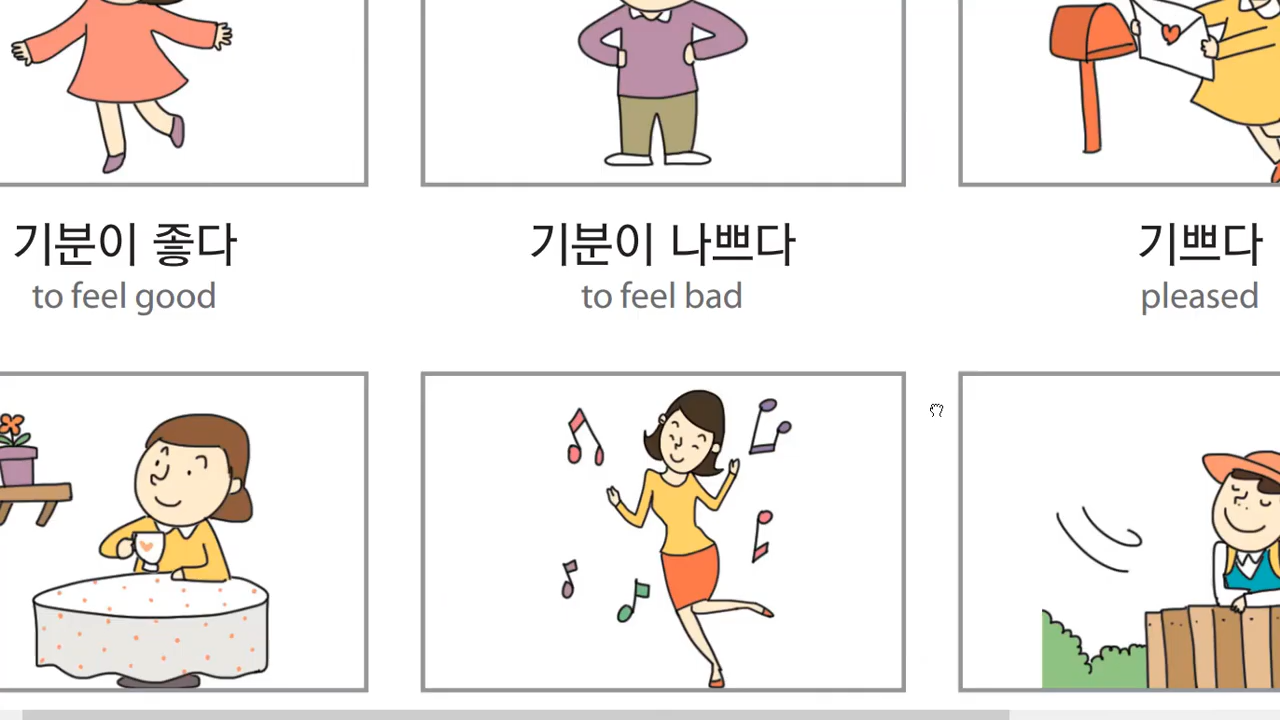 기분이 좋다
to feel good
기분이 나쁘다
to feel bad
기쁘다
pleased